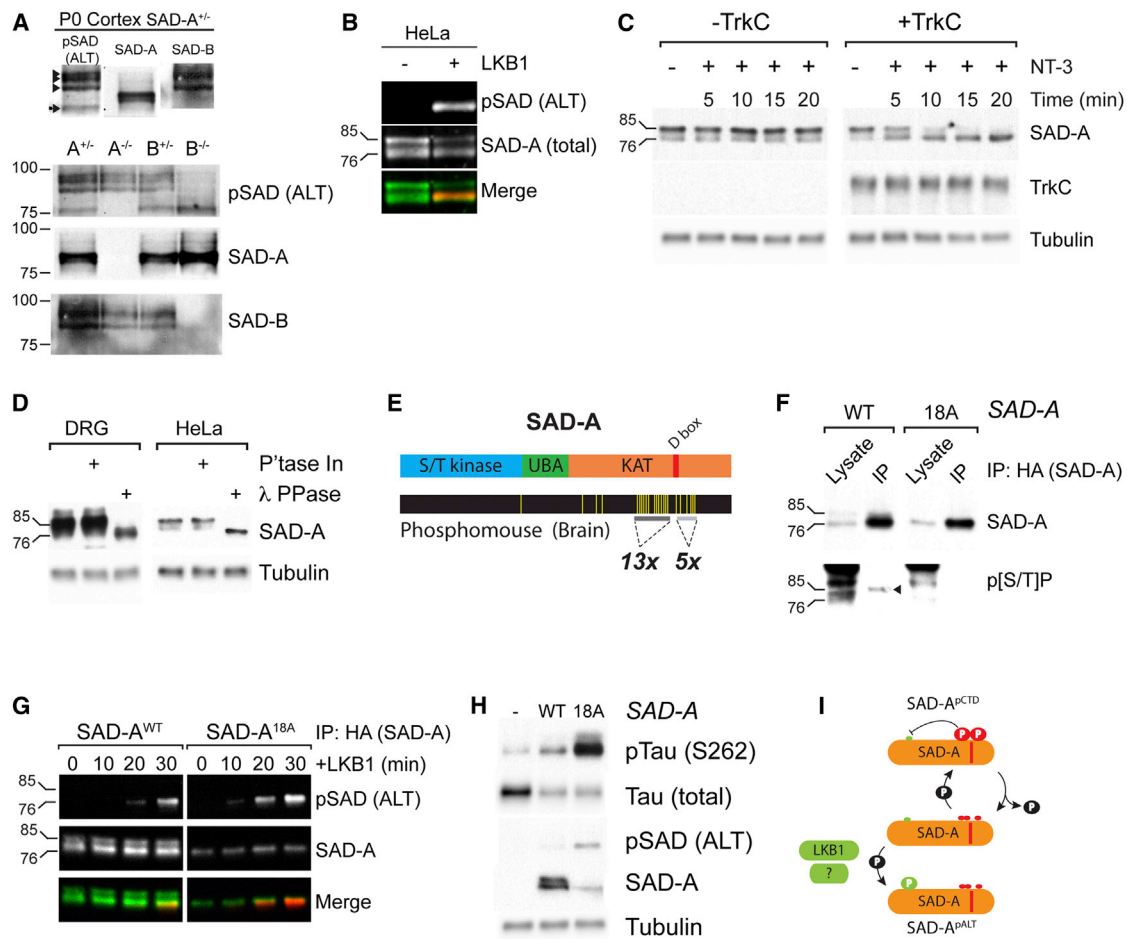 A
P0 Cortex SAD-A+/-
pSAD (ALT) SAD-A SAD-B
A+/- A-/- B+/- B-/-
100
75
pSAD (ALT)
100
75
SAD-A
100
75
SAD-B
B
HeLa
- + LKB1
pSAD (ALT)
85
76
SAD-A (total)
Merge
C
-TrkC +TrkC
- + + + + - + + + + NT-3
5 10 15 20 5 10 15 20 Time (min)
85
76
SAD-A
TrkC
Tubulin
D
DRG HeLa
+ + P'tase In
+ + λ PPase
85
76
SAD-A
Tubulin
E
SAD-A
D box
S/T kinase UBA KAT
Phosphomouse (Brain)
13x 5x
F
WT 18A SAD-A
Lysate IP Lysate IP IP: HA (SAD-A)
85
76
SAD-A
85
76
p[S/T]P
G
SAD-AWT SAD-A18A IP: HA (SAD-A)
0 10 20 30 0 10 20 30 +LKB1 (min)
85
76
pSAD (ALT)
85
76
SAD-A
Merge
H
- WT 18A SAD-A
pTau (S262)
Tau (total)
pSAD (ALT)
SAD-A
Tubulin
I
SAD-ApCTD
P P
SAD-A
P P
SAD-A
LKB1
?
P
P
SAD-A
SAD-ApALT